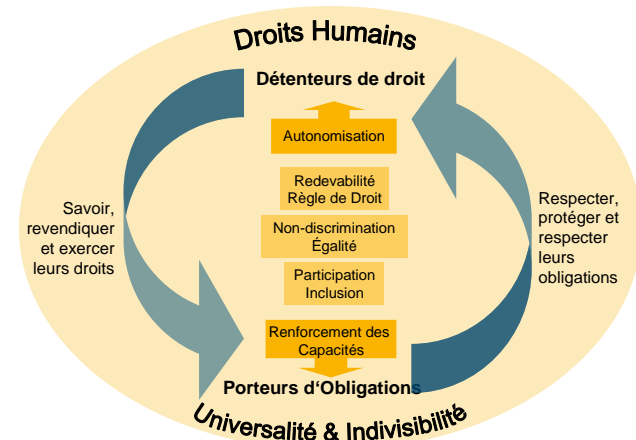 Droits Humains
Détenteurs de droit
Autonomisation
Redevabilité
Règle de Droit
Non-discrimination
Égalité
Participation
Inclusion
Renforcement des
Capacités
Porteurs d‘Obligations
Savoir,
revendiquer
et exercer
leurs droits
Respecter,
protéger et
respecter
leurs
obligations
Universalité & Indivisibilité